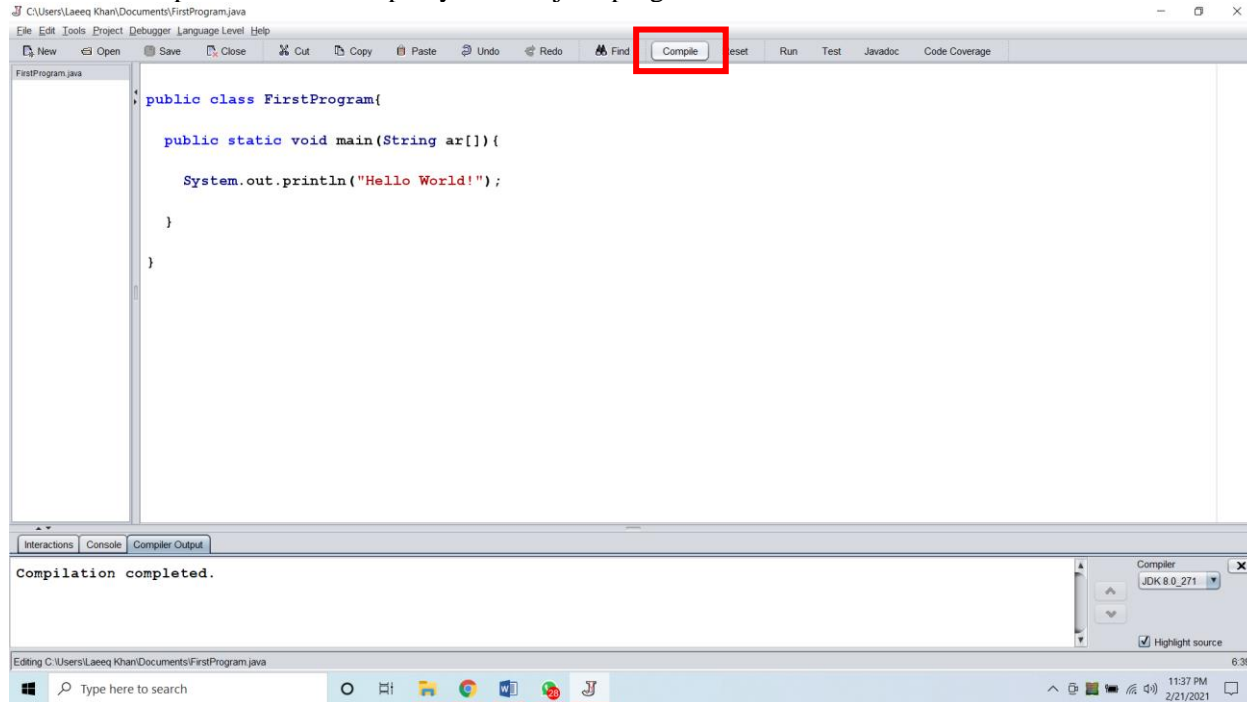 C:\Users\Laeeq Khan\Documents\FirstProgram.java
File Edit Tools Project Debugger Language Level Help
New Open Save Close Cut Copy Paste Undo Redo Find Compile eset Run Test Javadoc Code Coverage
FirstProgram.java
public class FirstProgram{
public static void main(String ar[]){
System.out.println("Hello World!");
}
}
Interactions Console Compiler Output
Compilation completed.
Compiler
JDK 8.0_271
Highlight source
Editing C:\Users\Laeeq Khan\Documents\FirstProgram.java
Type here to search
28
11:37 PM
2/21/2021